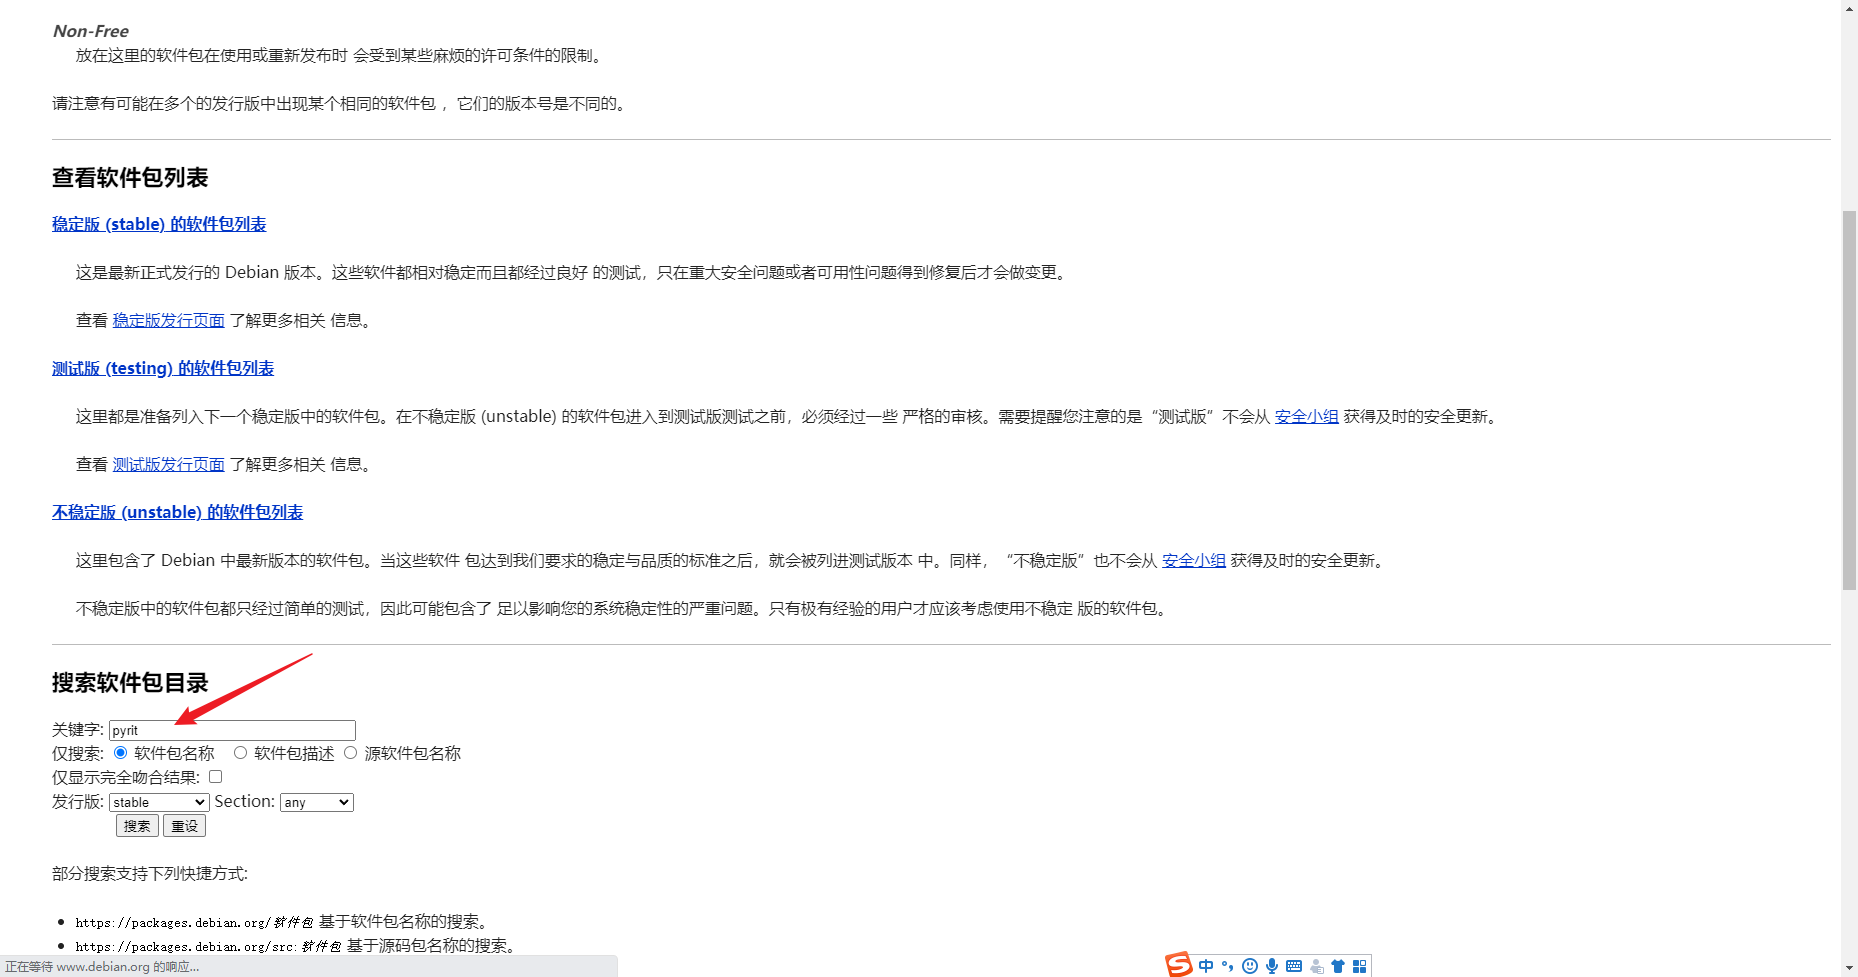 Non-Free
放在这里的软件包在使用或重新发布时 会受到某些麻烦的许可条件的限制。
请注意有可能在多个的发行版中出现某个相同的软件包 ，它们的版本号是不同的。
查看软件包列表
稳定版 (stable) 的软件包列表
这是最新正式发行的 Debian 版本。这些软件都相对稳定而且都经过良好 的测试，只在重大安全问题或者可用性问题得到修复后才会做变更。
查看 稳定版发行页面 了解更多相关 信息。
测试版 (testing) 的软件包列表
这里都是准备列入下一个稳定版中的软件包。在不稳定版 (unstable) 的软件包进入到测试版测试之前，必须经过一些 严格的审核。需要提醒您注意的是“测试版”不会从 安全小组 获得及时的安全更新。
查看 测试版发行页面 了解更多相关 信息。
不稳定版 (unstable) 的软件包列表
这里包含了 Debian 中最新版本的软件包。当这些软件 包达到我们要求的稳定与品质的标准之后，就会被列进测试版本 中。同样，“不稳定版”也不会从 安全小组 获得及时的安全更新。
不稳定版中的软件包都只经过简单的测试，因此可能包含了 足以影响您的系统稳定性的严重问题。只有极有经验的用户才应该考虑使用不稳定 版的软件包。
搜索软件包目录
关键字: pyrit
仅搜索: 软件包名称 软件包描述 源软件包名称
仅显示完全吻合结果:
发行版: stable Section: any
搜索 重设
部分搜索支持下列快捷方式:
https://packages.debian.org/软件包 基于软件包名称的搜索。
https://packages.debian.org/src:软件包 基于源码包名称的搜索。
正在等待 www.debian.org 的响应...
S 中